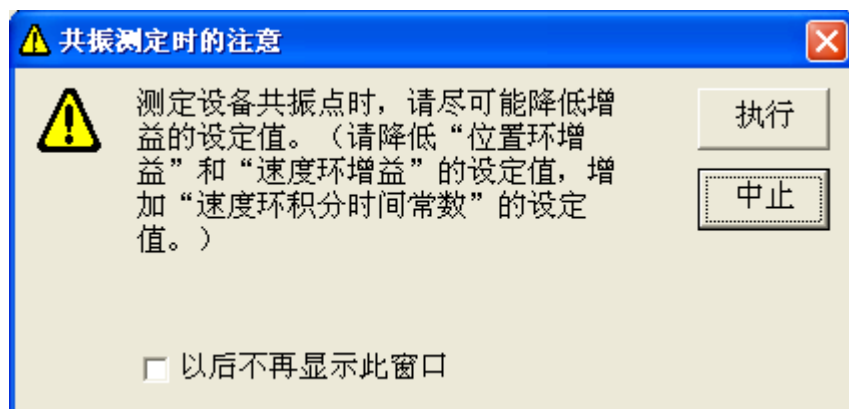 共振测定时的注意
测定设备共振点时，请尽可能降低增
益的设定值。（请降低“位置环增
益”和“速度环增益”的设定值，增
加“速度环积分时间常数”的设定
值。）
执行
中止
以后不再显示此窗口